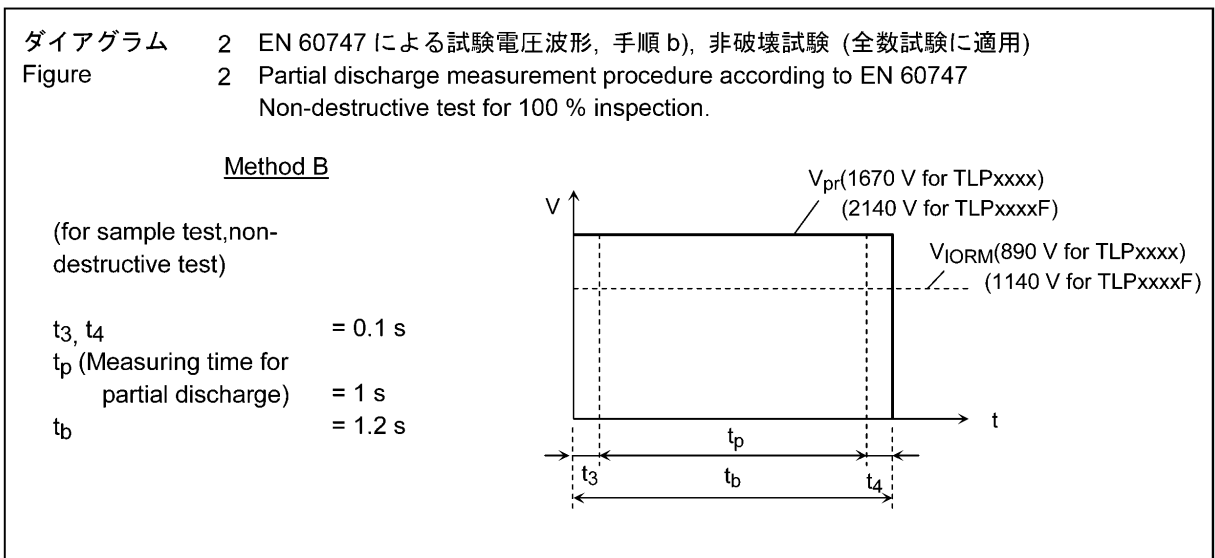 ダイアグラム 2 EN 60747 による試験電圧波形, 手順 b), 非破壊試験 (全数試験に適用)
Figure 2 Partial discharge measurement procedure according to EN 60747
Non-destructive test for 100 % inspection.
Method B
(for sample test,non-
destructive test)
t3, t4 = 0.1 s
tp (Measuring time for
partial discharge) = 1 s
tb = 1.2 s
V
Vpr(1670 V for TLPxxxx)
(2140 V for TLPxxxxF)
VIORM(890 V for TLPxxxx)
(1140 V for TLPxxxxF)
t
tp
t3 tb t4